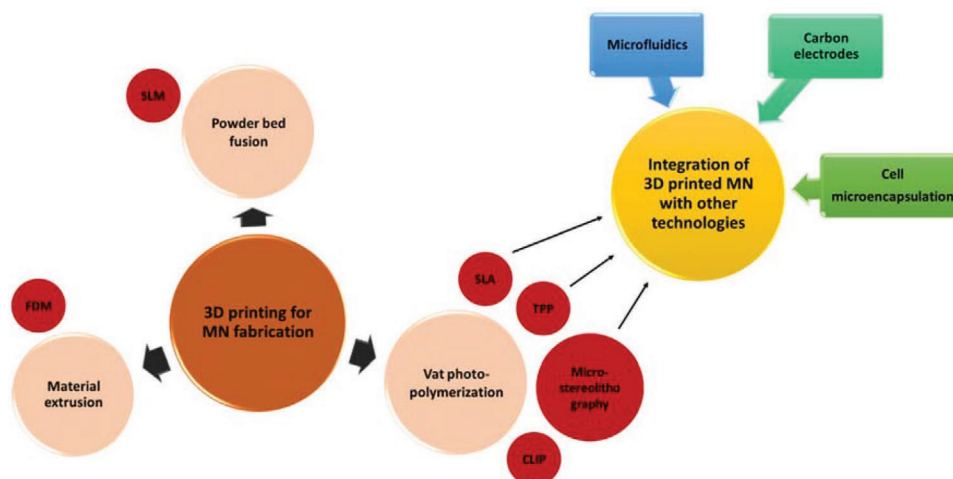 Microfluidics
Carbon
electrodes
SLM
Powder bed
fusion
Integration of
3D printed MN
with other
technologies
Cell
microencapsulation
SLA
FDM
3D printing for
MN fabrication
TPP
Material
extrusion
Vat photo-
polymerization
Micro-
stereolitho
graphy
CLIP